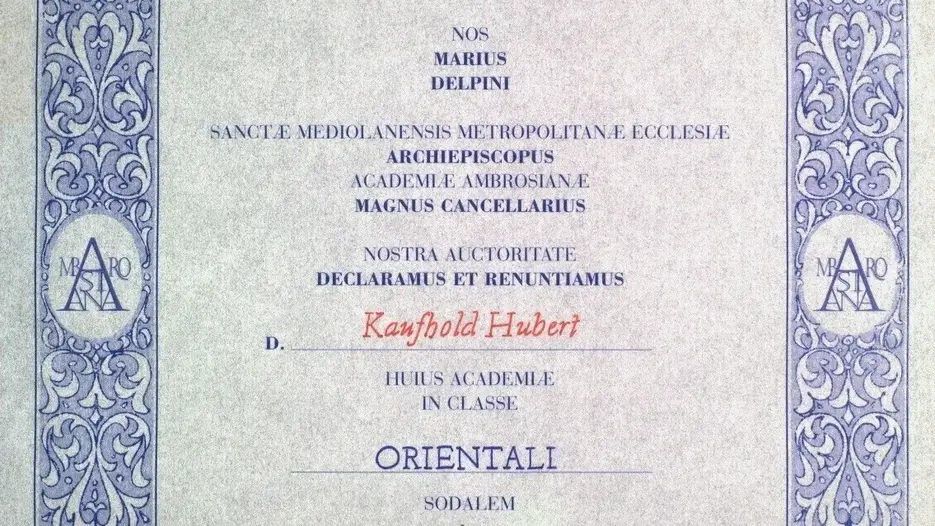 NOS
MARIUS
DELPINI
SANCTÆ MEDIOLANENSIS METROPOLITANÆ ECCLESIÆ
ARCHIEPISCOPUS
ACADEMIÆ AMBROSIANÆ
MAGNUS CANCELLARIUS
NOSTRA AUCTORITATE
DECLARAMUS ET RENUNTIAMUS
D. Kaufhold Hubert
HUIUS ACADEMIÆ
IN CLASSE
ORIENTALI
SODALEM